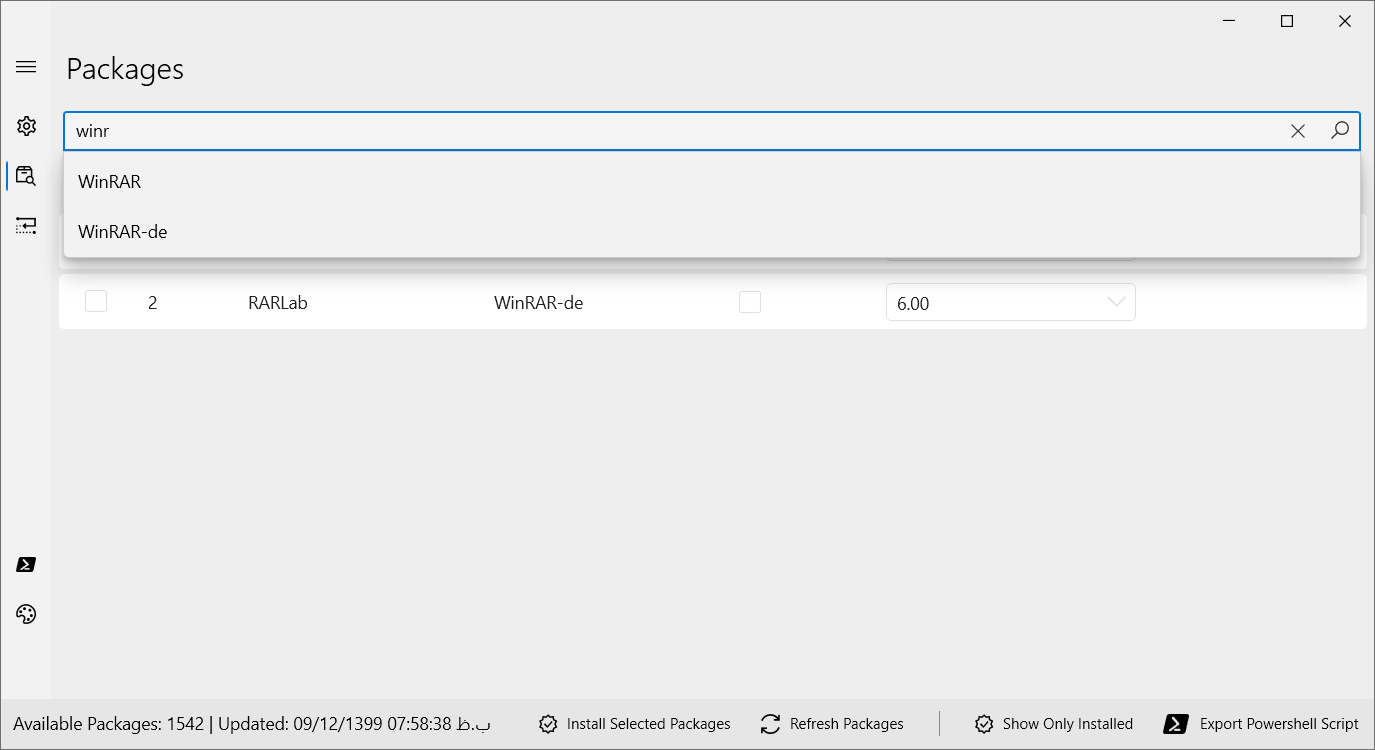 Packages
winr
WinRAR
WinRAR-de
2 RARLab WinRAR-de 6.00
Available Packages: 1542 | Updated: 09/12/1399 07:58:38 ب.ظ Install Selected Packages Refresh Packages Show Only Installed Export Powershell Script